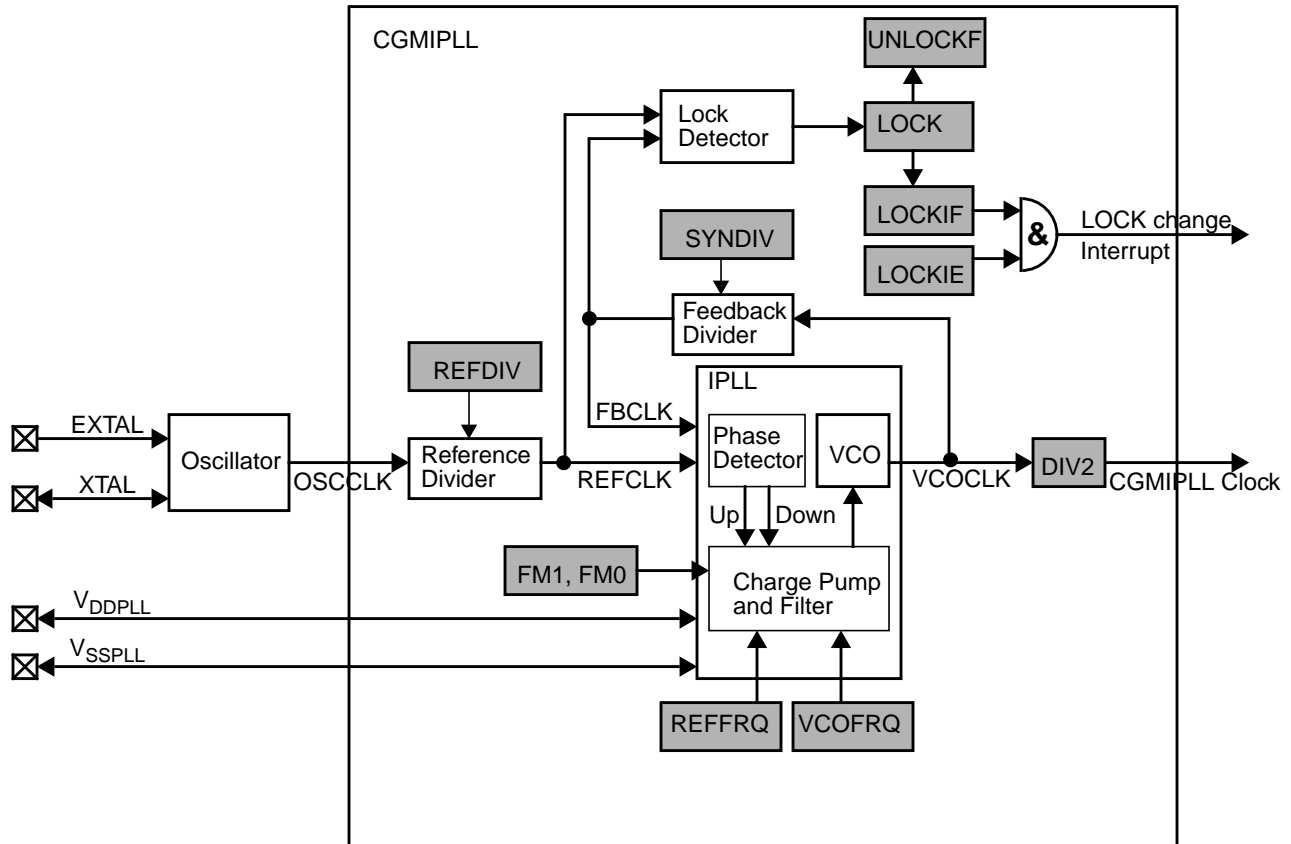 CGMIPLL
UNLOCKF
Lock
Detector
LOCK
LOCKIF
LOCKIE
&
LOCK change
Interrupt
SYNDIV
Feedback
Divider
REFDIV
IPLL
EXTAL
XTAL
Oscillator
OSCCLK
Reference
Divider
FBCLK
REFCLK
Phase
Detector
VCO
VCOCLK
DIV2
CGMIPLL Clock
Up
Down
FM1, FM0
Charge Pump
and Filter
VDDPLL
VSSPLL
REFFRQ
VCOFRQ